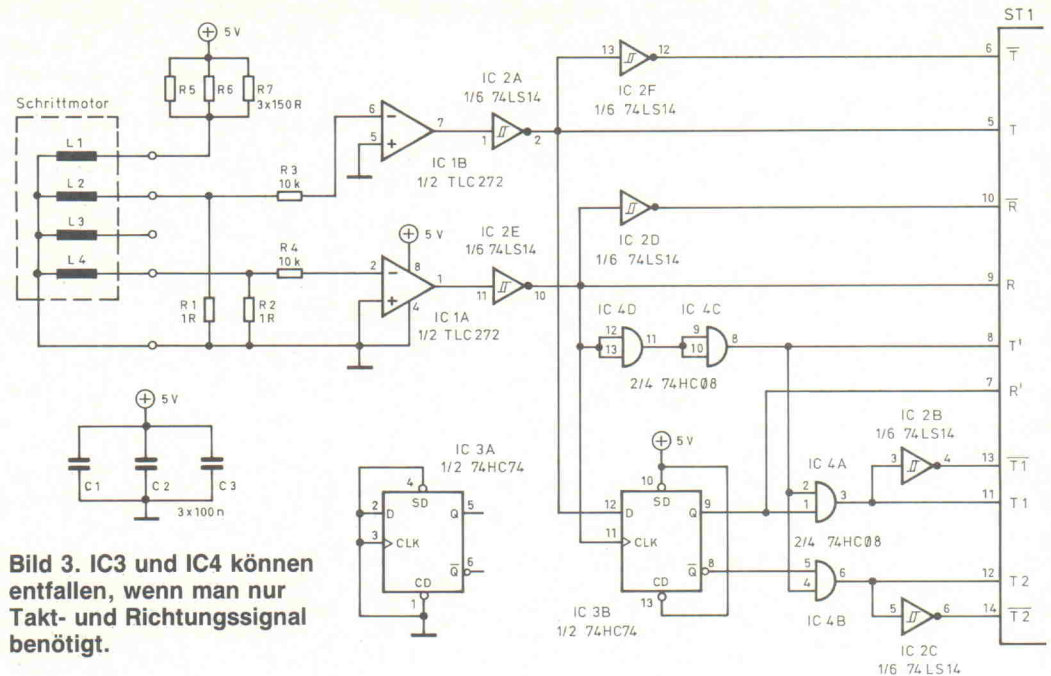 ST1
5V
R5
R6
R7
3x150R
Schrittmotor
L1
L2
L3
L4
R3
10k
R4
10k
R1
1R
R2
1R
6
5
7
IC 1B
1/2 TLC272
2
5V
8
4
1
IC 1A
1/2 TLC272
IC 2A
1/6 74LS14
1
2
IC 2E
1/6 74LS14
11
10
13
12
IC 2F
1/6 74LS14
IC 2D
1/6 74LS14
IC 4D
IC 4C
12
13
11
9
10
8
2/4 74HC08
6
T̅
5
T
10
R̅
9
R
8
T'
7
R'
13
T̅1̅
11
T1
12
T2
14
T̅2̅
5V
C1
C2
C3
3x100n
IC 3A
1/2 74HC74
4
SD
2
D
Q
5
3
CLK
Q̅
6
CD
1
5V
10
SD
12
D
Q
9
11
CLK
Q̅
8
CD
13
IC 3B
1/2 74HC74
IC 4A
2
1
3
2/4 74HC08
5
4
6
IC 4B
IC 2B
1/6 74LS14
3
4
5
6
IC 2C
1/6 74LS14
Bild 3. IC3 und IC4 können
entfallen, wenn man nur
Takt- und Richtungssignal
benötigt.